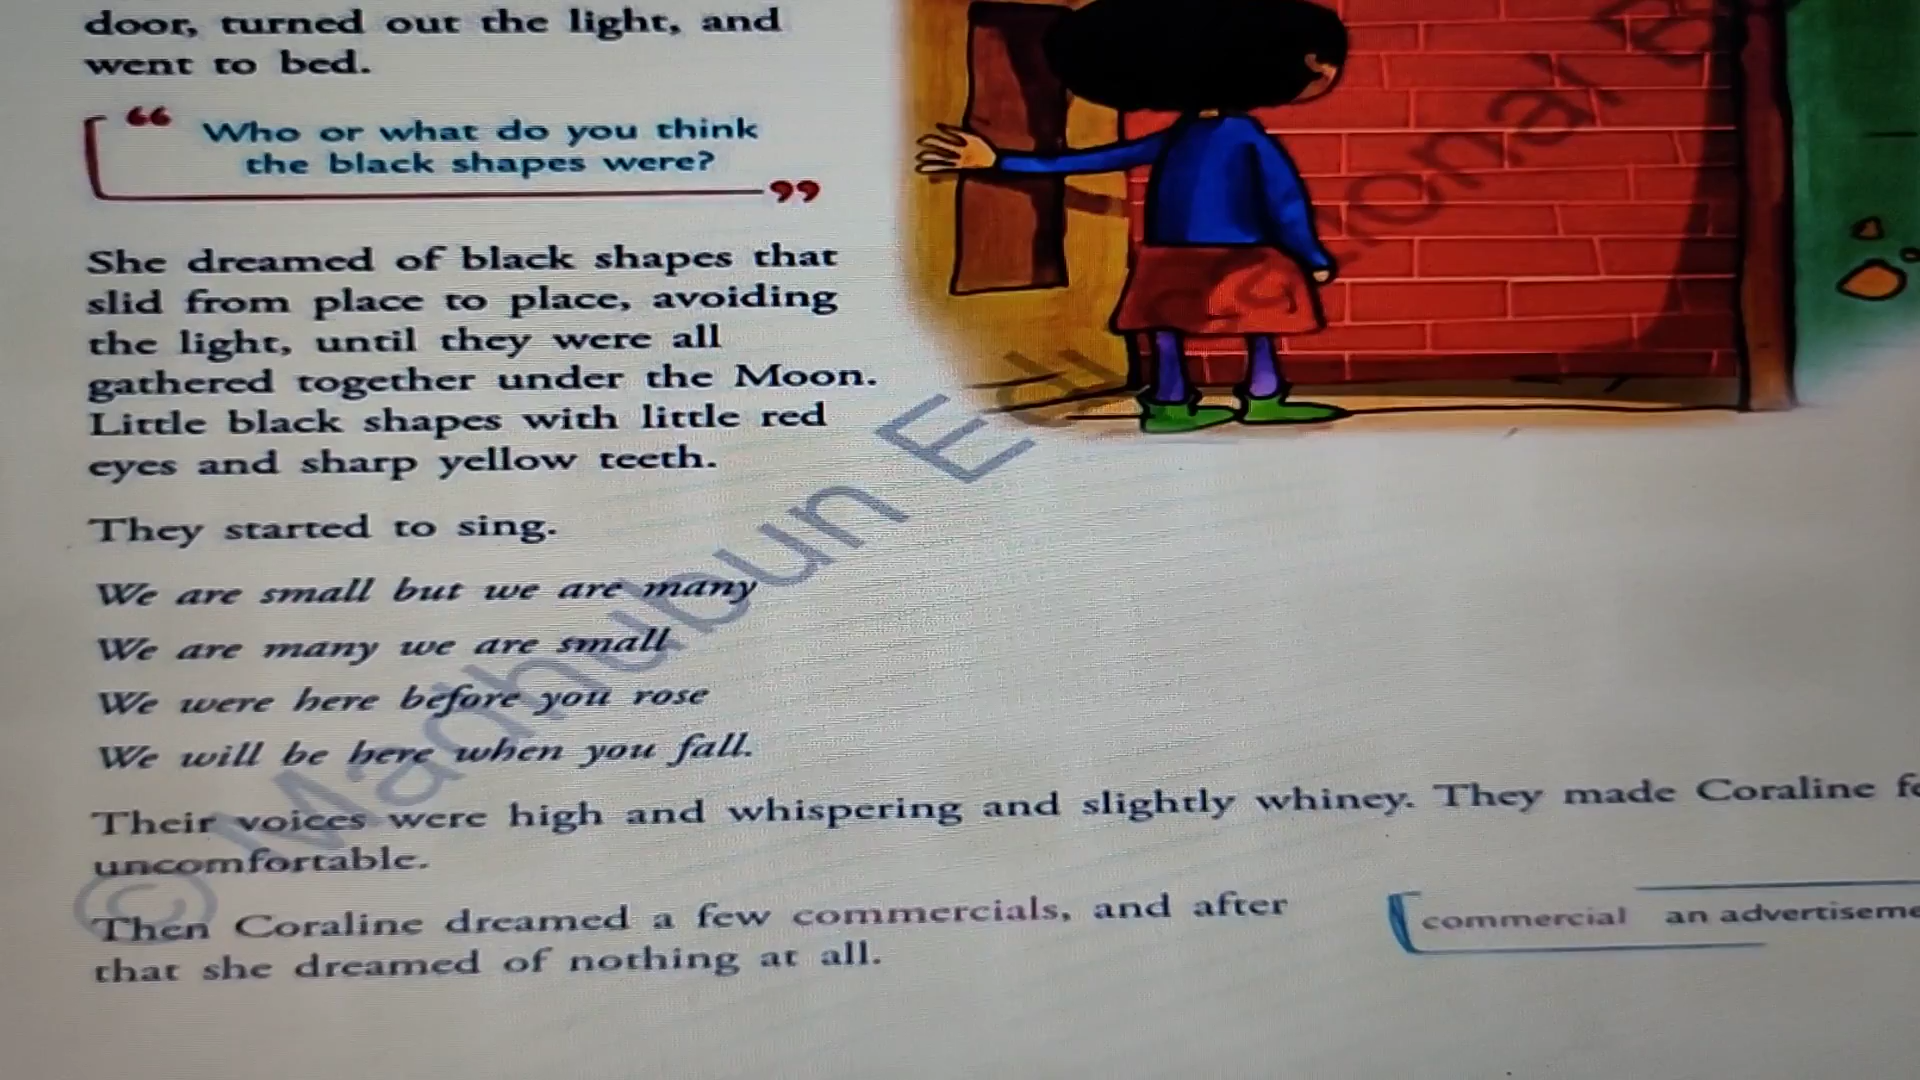 door, turned out the light, and
went to bed.
“ Who or what do you think
the black shapes were? ”
She dreamed of black shapes that
slid from place to place, avoiding
the light, until they were all
gathered together under the Moon.
Little black shapes with little red
eyes and sharp yellow teeth.
They started to sing.
We are small but we are many
We are many we are small
We were here before you rose
We will be here when you fall.
Their voices were high and whispering and slightly whiney. They made Coraline
uncomfortable.
Then Coraline dreamed a few commercials, and after
that she dreamed of nothing at all.
commercial an
© Madhubun